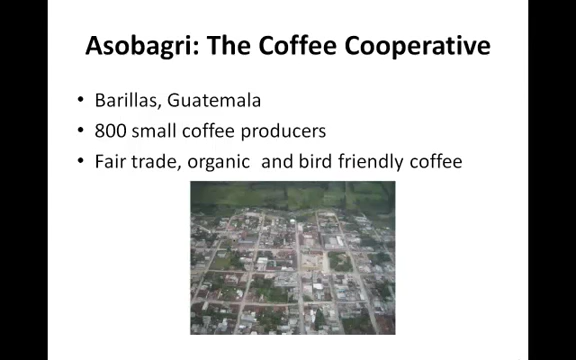 Asobagri: The Coffee Cooperative
• Barillas, Guatemala
• 800 small coffee producers
• Fair trade, organic and bird friendly coffee